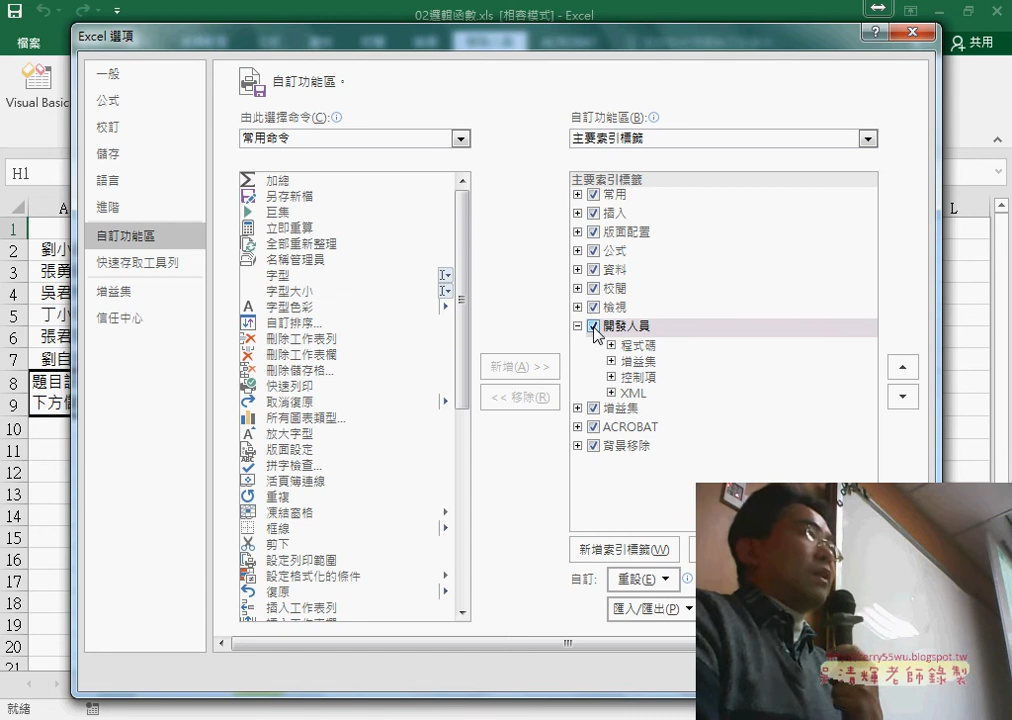 02邏輯函數.xls [相容模式] - Excel
檔案
Excel 選項
共用
Visual Basic
H1
一般
公式
校訂
儲存
語言
進階
自訂功能區
快速存取工具列
增益集
信任中心
自訂功能區。
由此選擇命令(C):
常用命令
加總
另存新檔
巨集
立即重算
全部重新整理
名稱管理員
字型
字型大小
字型色彩
自訂排序...
刪除工作表列
刪除工作表欄
刪除儲存格...
快速列印
取消復原
所有圖表類型...
放大字型
版面設定
拼字檢查...
活頁簿連線
重複
凍結窗格
框線
剪下
設定列印範圍
設定格式化的條件
復原
插入工作表列
新增(A) >>
<< 移除(R)
自訂功能區(B):
主要索引標籤
主要索引標籤
常用
插入
版面配置
公式
資料
校閱
檢視
開發人員
程式碼
增益集
控制項
XML
增益集
ACROBAT
背景移除
新增索引標籤(W)
自訂:
重設(E)
匯入/匯出(P)
A
L
1
2 劉小
3 張勇
4 吳君
5 丁小
6 張君
7 劉自
8 題目
9 下方
10
11
12
13
14
15
16
17
18
19
20
21
就緒
terry55wu.blogspot.tw
吳清輝老師錄製